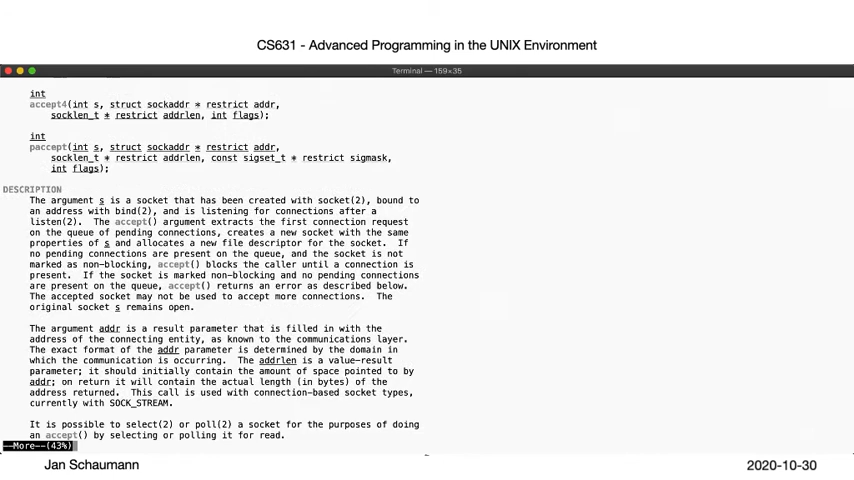 CS631 - Advanced Programming in the UNIX Environment
Terminal — 159×35
int
accept4(int s, struct sockaddr * restrict addr,
socklen_t * restrict addrlen, int flags);
int
paccept(int s, struct sockaddr * restrict addr,
socklen_t * restrict addrlen, const sigset_t * restrict sigmask,
int flags);
DESCRIPTION
The argument s is a socket that has been created with socket(2), bound to
an address with bind(2), and is listening for connections after a
listen(2).  The accept() argument extracts the first connection request
on the queue of pending connections, creates a new socket with the same
properties of s and allocates a new file descriptor for the socket.  If
no pending connections are present on the queue, and the socket is not
marked as non-blocking, accept() blocks the caller until a connection is
present.  If the socket is marked non-blocking and no pending connections
are present on the queue, accept() returns an error as described below.
The accepted socket may not be used to accept more connections.  The
original socket s remains open.
The argument addr is a result parameter that is filled in with the
address of the connecting entity, as known to the communications layer.
The exact format of the addr parameter is determined by the domain in
which the communication is occurring.  The addrlen is a value-result
parameter; it should initially contain the amount of space pointed to by
addr; on return it will contain the actual length (in bytes) of the
address returned.  This call is used with connection-based socket types,
currently with SOCK_STREAM.
It is possible to select(2) or poll(2) a socket for the purposes of doing
an accept() by selecting or polling it for read.
--More--(43%)
Jan Schaumann
2020-10-30